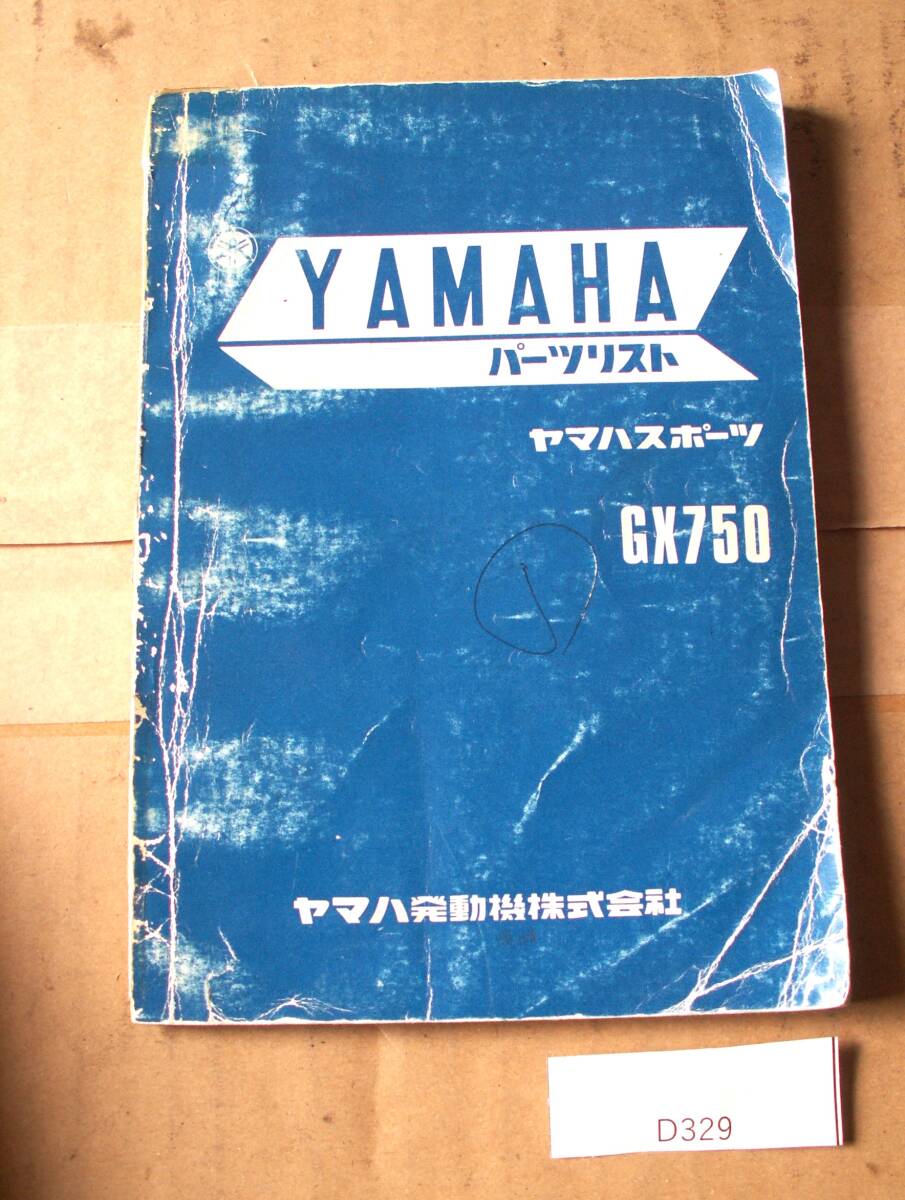 YAMAHA
パーツリスト
ヤマハスポーツ
GX750
ヤマハ発動機株式会社
D329